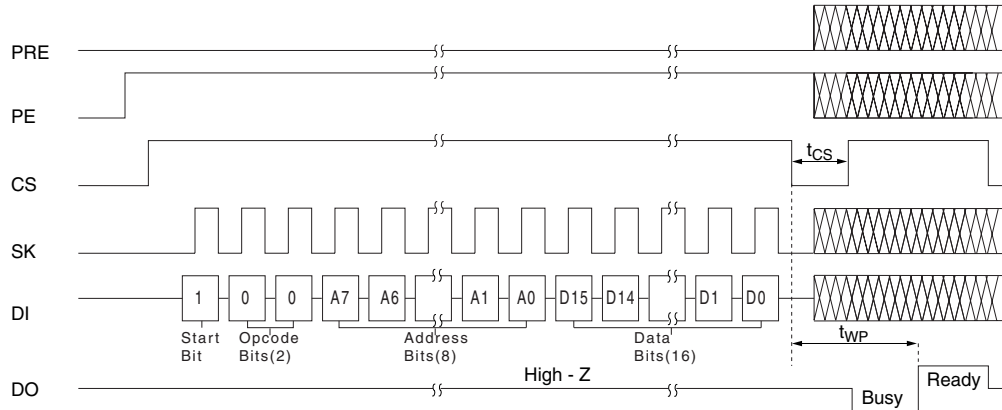 PRE
PE
CS
tCS
SK
DI
1 0 0 A7 A6 A1 A0 D15 D14 D1 D0
Start Bit
Opcode Bits(2)
Address Bits(8)
Data Bits(16)
tWP
DO
High - Z
Busy
Ready